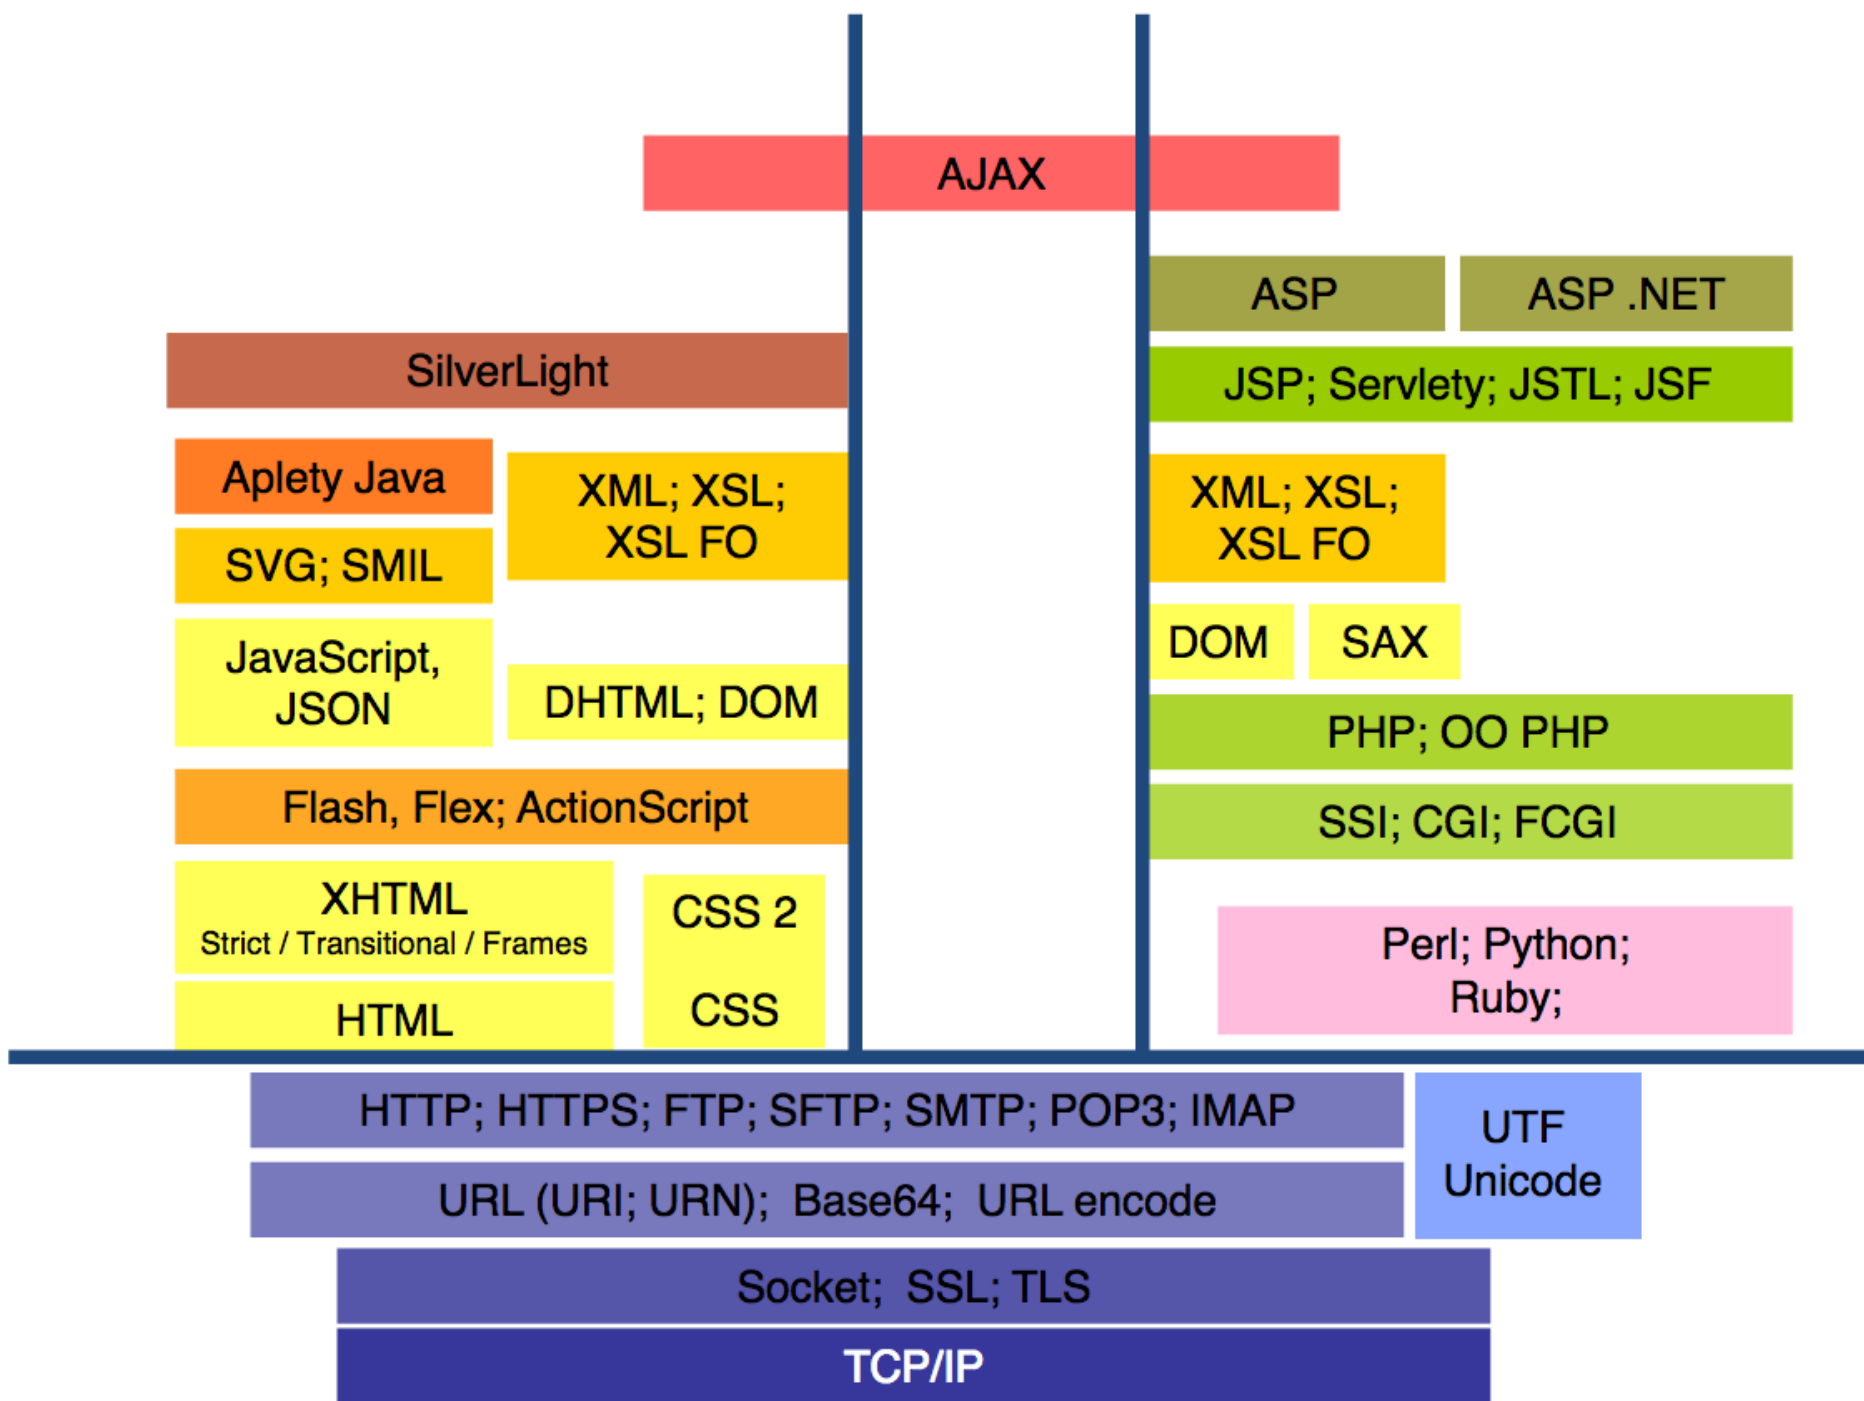 AJAX
ASP
ASP .NET
SilverLight
JSP; Servlety; JSTL; JSF
Aplety Java
XML; XSL;
XSL FO
XML; XSL;
XSL FO
SVG; SMIL
JavaScript,
JSON
DHTML; DOM
DOM
SAX
PHP; OO PHP
Flash, Flex; ActionScript
SSI; CGI; FCGI
XHTML
Strict / Transitional / Frames
CSS 2
Perl; Python;
Ruby;
HTML
CSS
HTTP; HTTPS; FTP; SFTP; SMTP; POP3; IMAP
UTF
Unicode
URL (URI; URN);  Base64;  URL encode
Socket;  SSL; TLS
TCP/IP